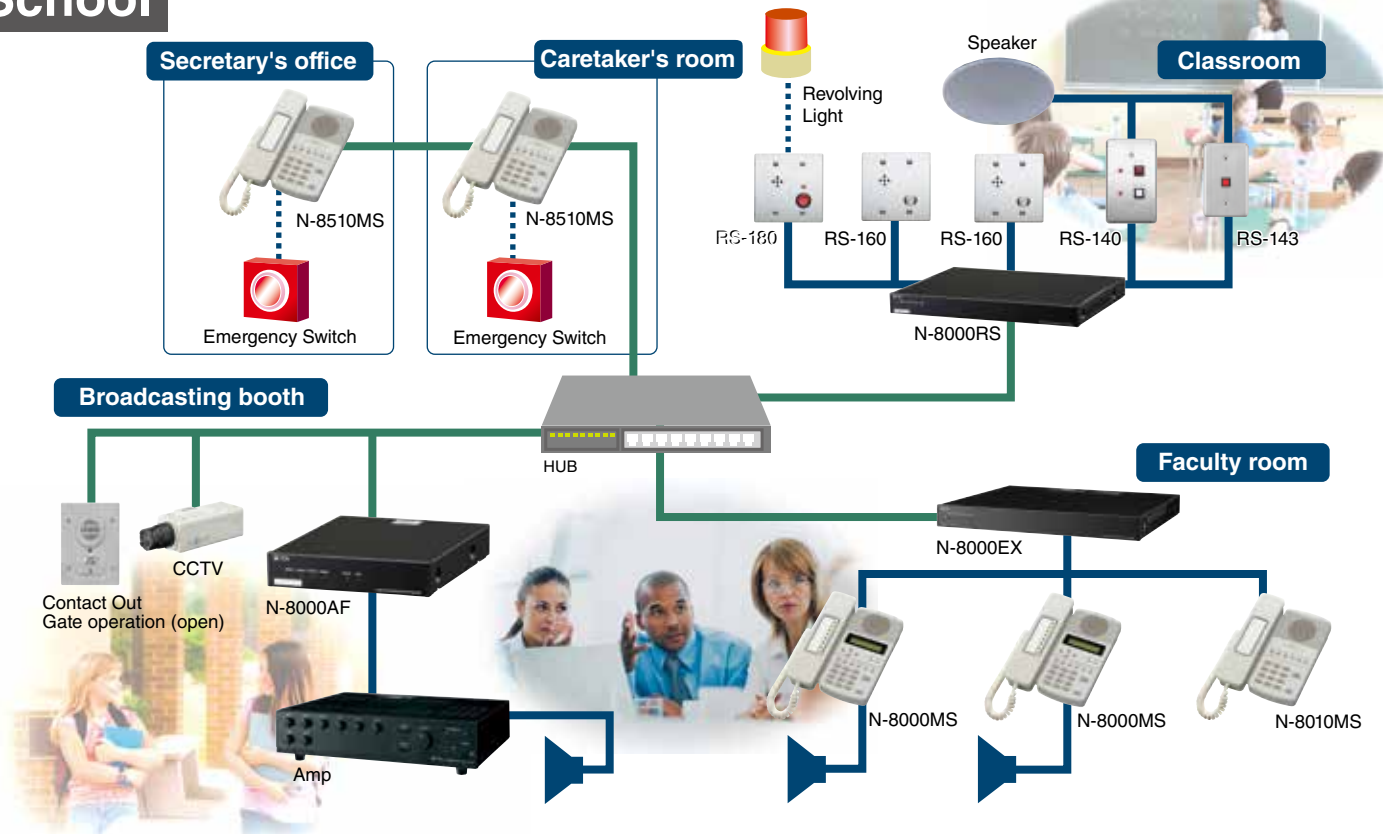 School
Secretary's office
Caretaker's room
Speaker
Classroom
Revolving
Light
N-8510MS
N-8510MS
RS-180
RS-160
RS-160
RS-140
RS-143
Emergency Switch
Emergency Switch
N-8000RS
Broadcasting booth
HUB
Faculty room
N-8000EX
CCTV
Contact Out
Gate operation (open)
N-8000AF
N-8000MS
N-8000MS
N-8010MS
Amp